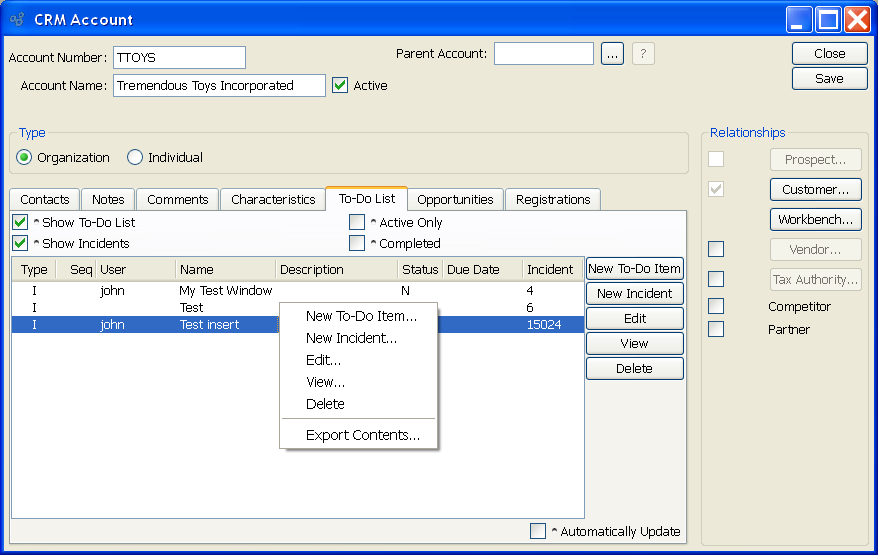 CRM Account
Account Number: TTOYS Parent Account: ... ? Close
Account Name: Tremendous Toys Incorporated Active Save
Type Relationships
Organization Individual Prospect...
Customer...
Contacts Notes Comments Characteristics To-Do List Opportunities Registrations
^ Show To-Do List ^ Active Only Workbench...
^ Show Incidents ^ Completed Vendor...
Type Seq User Name Description Status Due Date Incident New To-Do Item Tax Authority...
I john My Test Window N 4 New Incident
I Test 6 Competitor
I john Test insert 15024 Edit Partner
New To-Do Item...
New Incident... View
Edit... Delete
View...
Delete
Export Contents...
^ Automatically Update